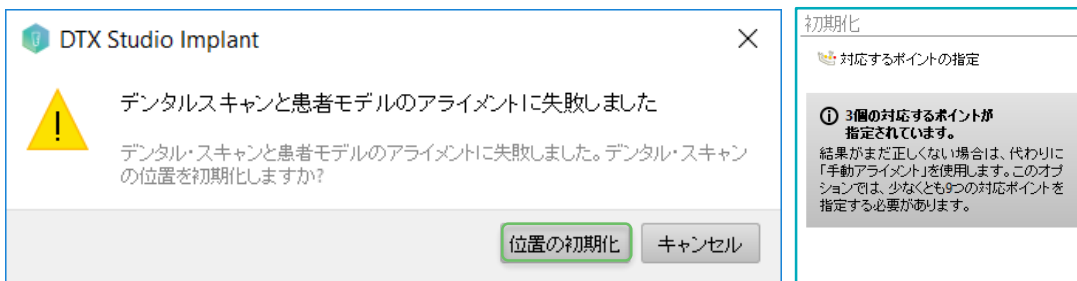 DTX Studio Implant
デンタルスキャンと患者モデルのアライメントに失敗しました
デンタル・スキャンと患者モデルのアライメントに失敗しました。デンタル・スキャン
の位置を初期化しますか?
位置の初期化
キャンセル
初期化
対応するポイントの指定
3個の対応するポイントが
指定されています。
結果がまだ正しくない場合は、代わりに
「手動アライメント」を使用します。このオプ
ションでは、少なくとも9つの対応ポイントを
指定する必要があります。